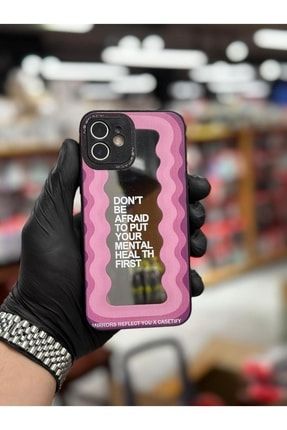 DON'T
BE
AFRAID
TO PUT
YOUR
MENTAL
HEAL TH
FIRST
MIRRORS REFLECT YOU X CASETIFY